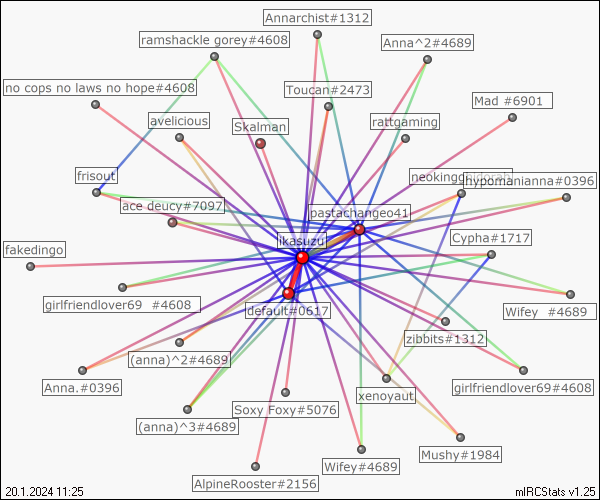 Annarchist#1312
ramshackle gorey#4608
Anna^2#4689
no cops no laws no hope#4608
Toucan#2473
Mad #6901
avelicious
Skalman
rattgaming
frisout
hypomanianna#0396
ace deucy#7097
pastachangeo41
ikasuzu
Cypha#1717
fakedingo
girlfriendlover69 #4608
default#0617
Wifey #4689
zibbits#1312
(anna)^2#4689
Anna.#0396
xenoyaut
girlfriendlover69#4608
Soxy Foxy#5076
(anna)^3#4689
Mushy#1984
Wifey#4689
AlpineRooster#2156
20.1.2024 11:25
mIRCStats v1.25